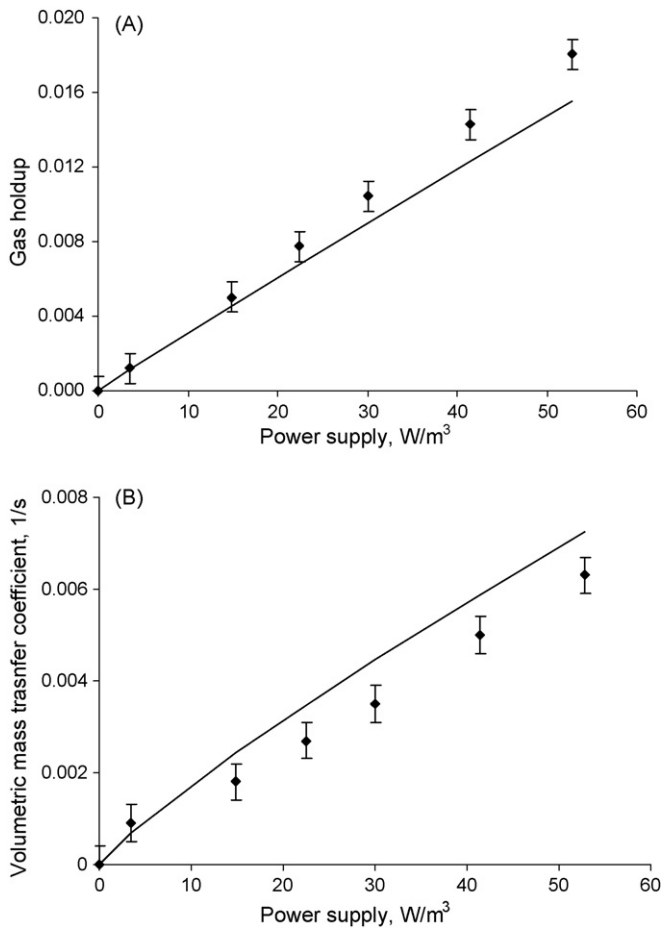 (A)
Gas holdup
0.020
0.016
0.012
0.008
0.004
0.000
0 10 20 30 40 50 60
Power supply, W/m³
(B)
Volumetric mass trasnfer coefficient, 1/s
0.008
0.006
0.004
0.002
0
0 10 20 30 40 50 60
Power supply, W/m³